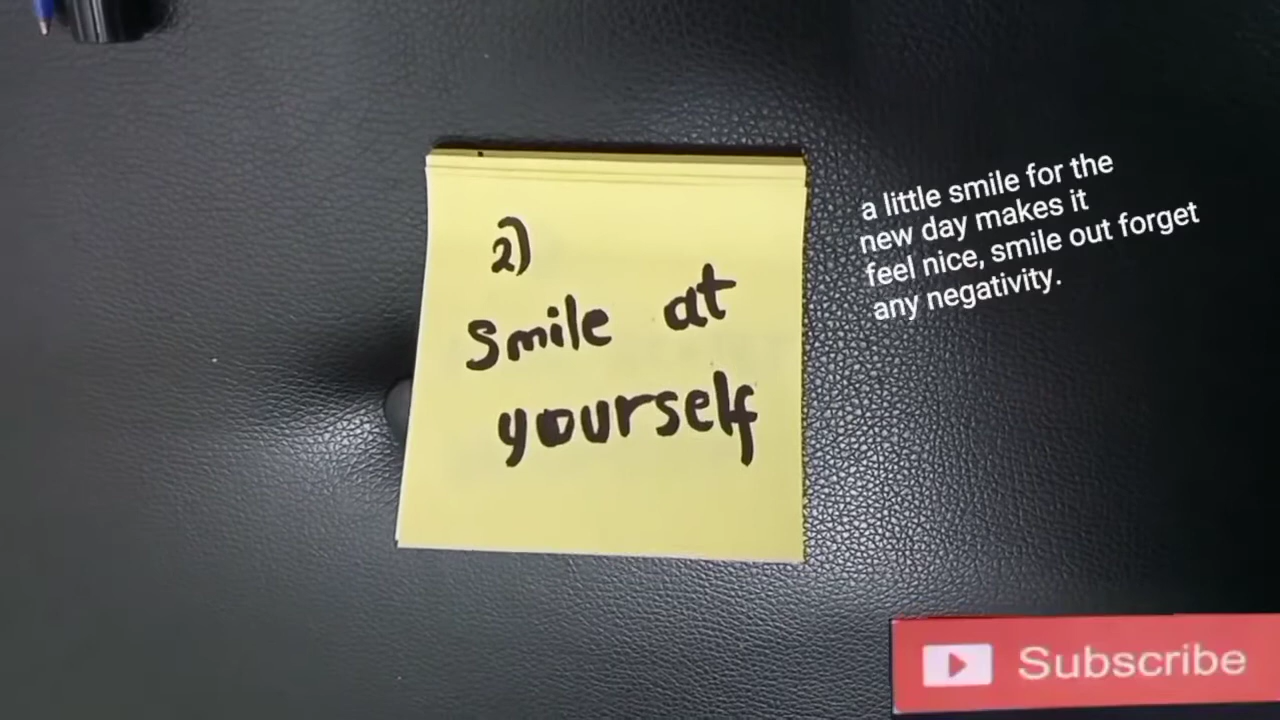 2)
smile at
yourself
a little smile for the
new day makes it
feel nice, smile out forget
any negativity.
Subscribe